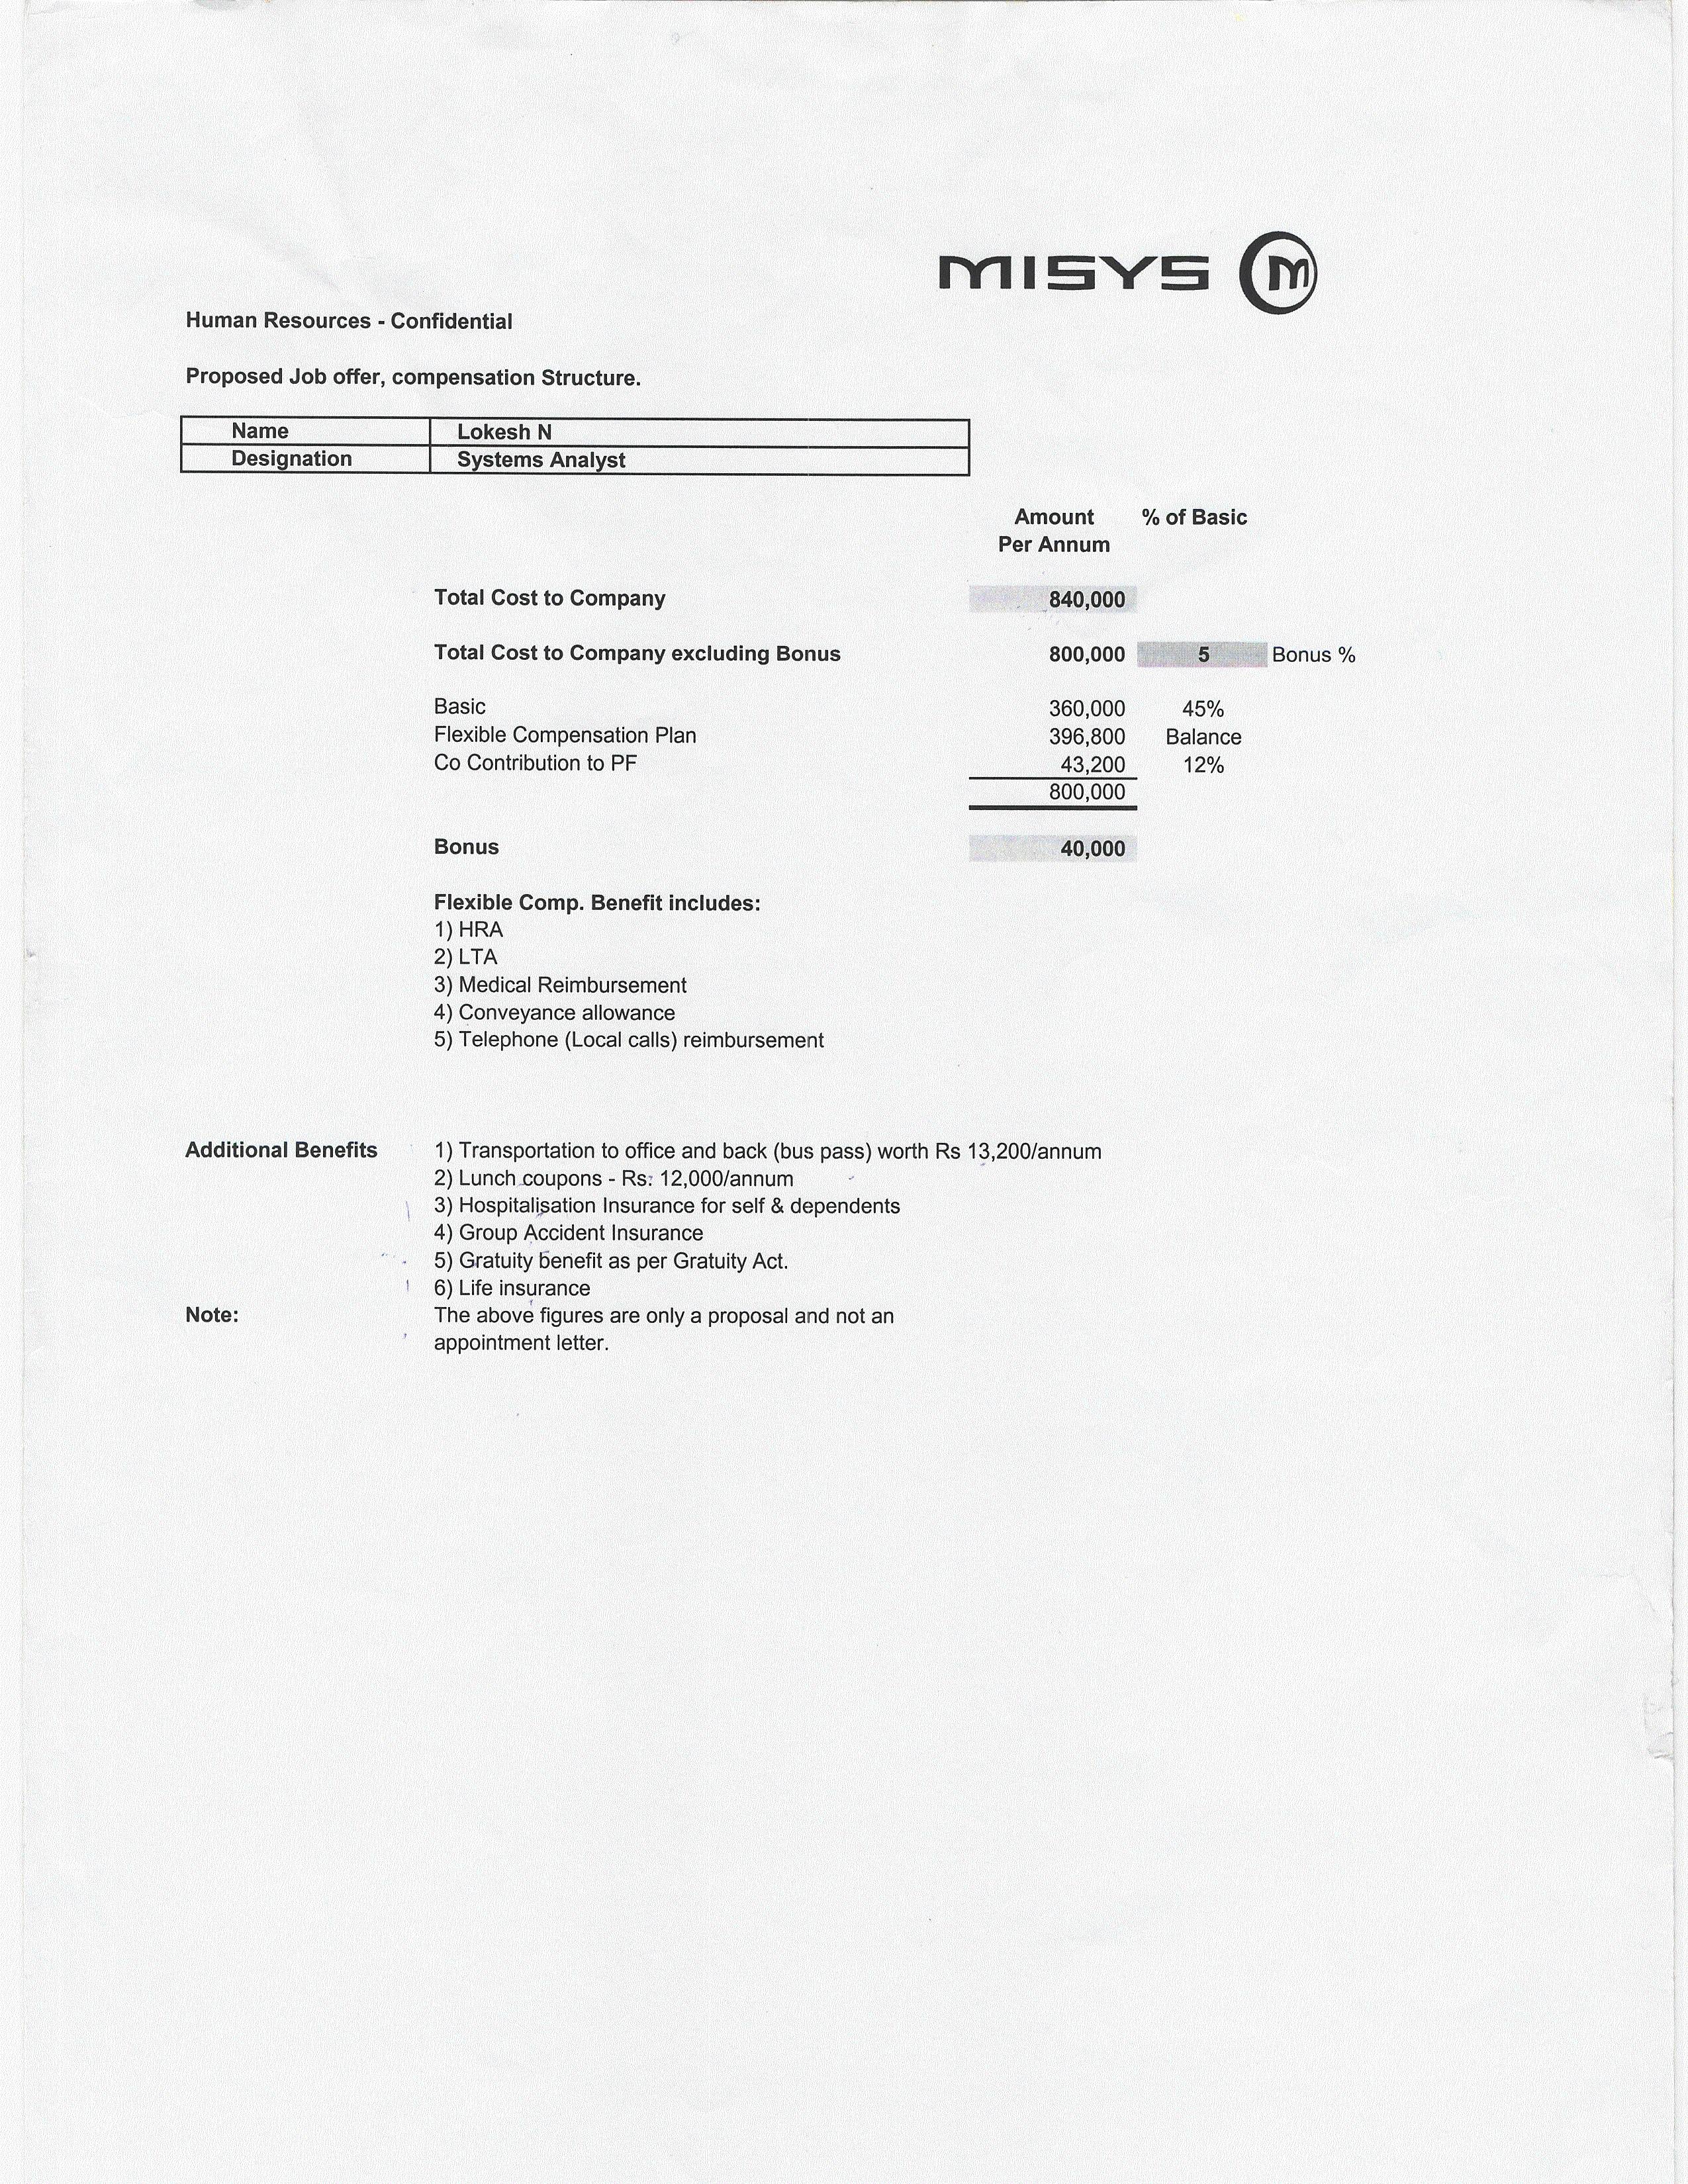 MISYS M
Human Resources - Confidential
Proposed Job offer, compensation Structure.
Name Lokesh N
Designation Systems Analyst
Amount % of Basic
Per Annum
Total Cost to Company 840,000
Total Cost to Company excluding Bonus 800,000 5 Bonus %
Basic 360,000 45%
Flexible Compensation Plan 396,800 Balance
Co Contribution to PF 43,200 12%
800,000
Bonus 40,000
Flexible Comp. Benefit includes:
1) HRA
2) LTA
3) Medical Reimbursement
4) Conveyance allowance
5) Telephone (Local calls) reimbursement
Additional Benefits 1) Transportation to office and back (bus pass) worth Rs 13,200/annum
2) Lunch coupons - Rs. 12,000/annum
3) Hospitalisation Insurance for self & dependents
4) Group Accident Insurance
5) Gratuity benefit as per Gratuity Act.
6) Life insurance
Note: The above figures are only a proposal and not an
appointment letter.